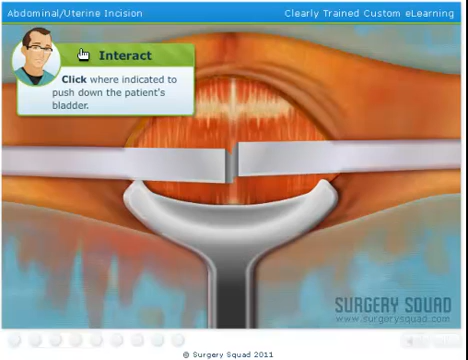 Abdominal/Uterine Incision
Clearly Trained Custom eLearning
Interact
Click where indicated to
push down the patient's
bladder.
SURGERY SQUAD
www.surgerysquad.com
© Surgery Squad 2011